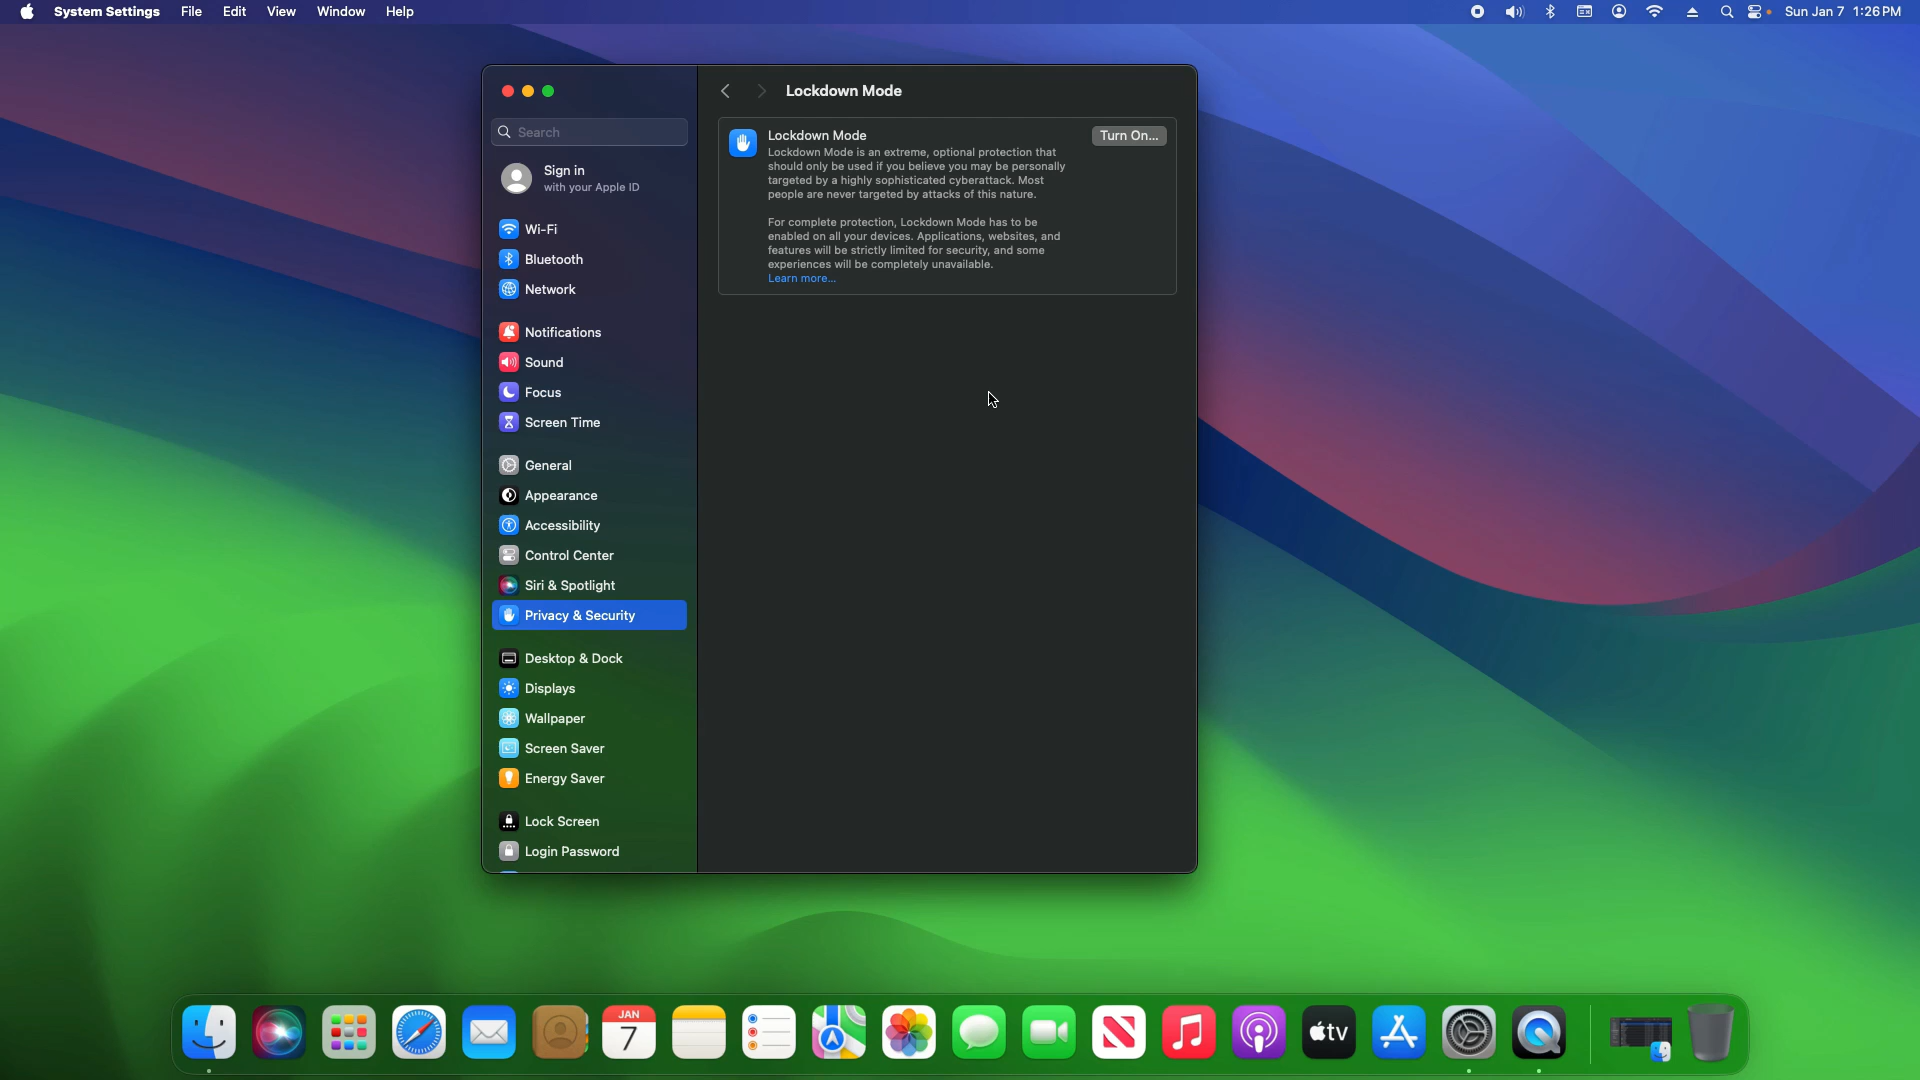 System Settings File Edit View Window Help Sun Jan 7 1:26 PM
Lockdown Mode
Search
Sign in
with your Apple ID
Wi-Fi
Bluetooth
Network
Notifications
Sound
Focus
Screen Time
General
Appearance
Accessibility
Control Center
Siri & Spotlight
Privacy & Security
Desktop & Dock
Displays
Wallpaper
Screen Saver
Energy Saver
Lock Screen
Login Password
Lockdown Mode
Turn On...
Lockdown Mode is an extreme, optional protection that
should only be used if you believe you may be personally
targeted by a highly sophisticated cyberattack. Most
people are never targeted by attacks of this nature.
For complete protection, Lockdown Mode has to be
enabled on all your devices. Applications, websites, and
features will be strictly limited for security, and some
experiences will be completely unavailable.
Learn more...
JAN
7
tv